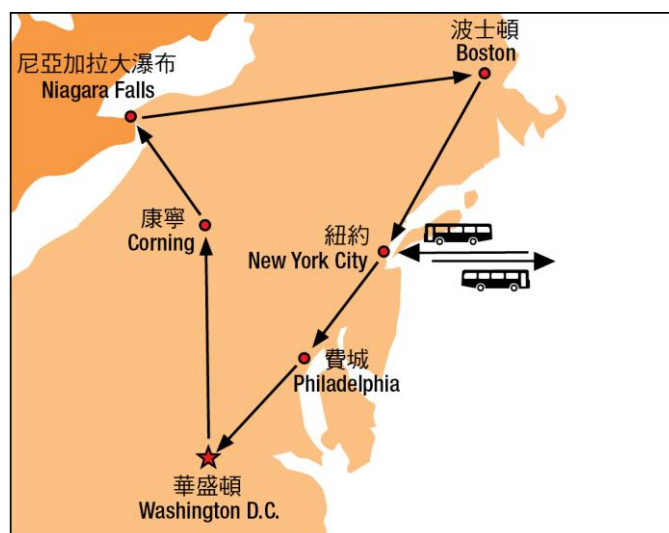 波士頓
Boston
尼亞加拉大瀑布
Niagara Falls
康寧
Corning
紐約
New York City
費城
Philadelphia
華盛頓
Washington D.C.